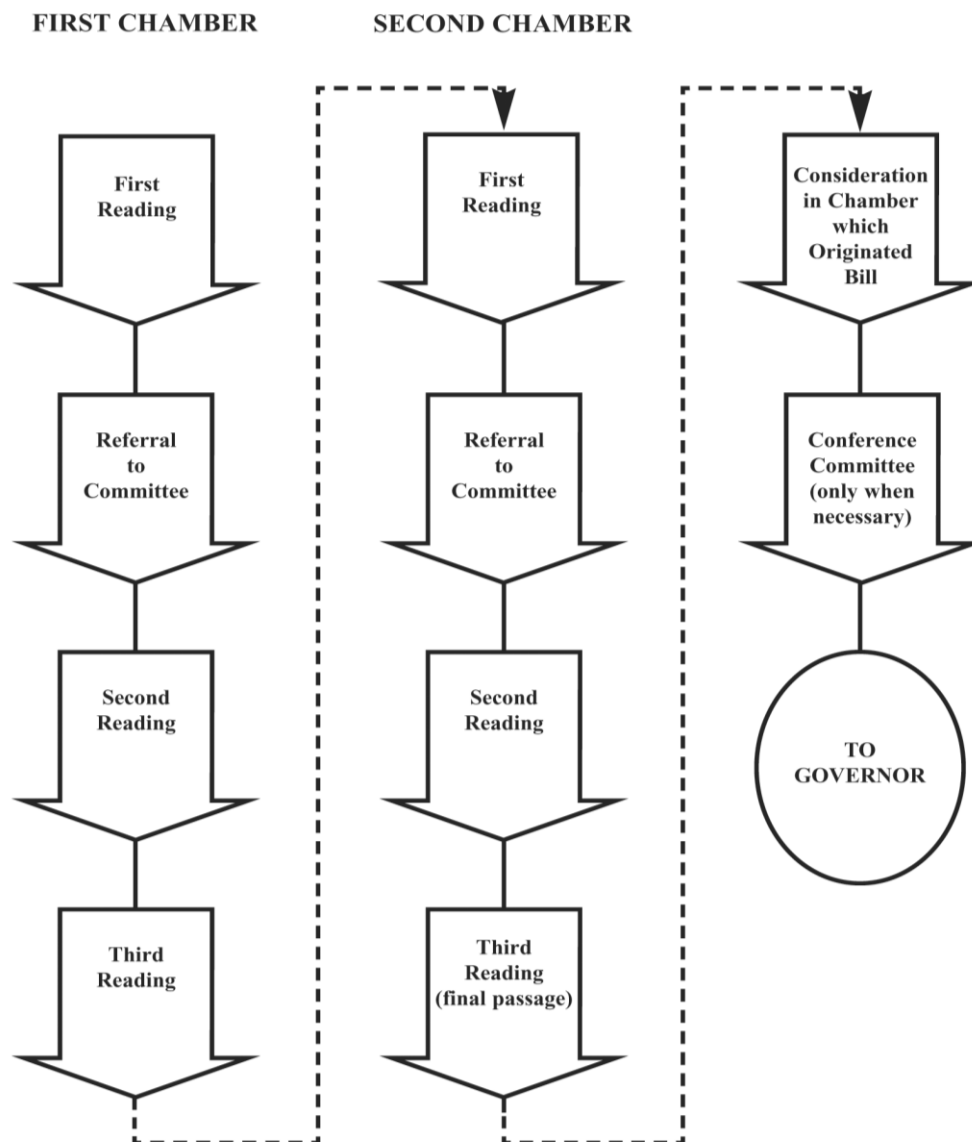 FIRST CHAMBER
First
Reading
Referral
to
Committee
Second
Reading
Third
Reading
SECOND CHAMBER
First
Reading
Referral
to
Committee
Second
Reading
Third
Reading
(final passage)
Consideration
in Chamber
which
Originated
Bill
Conference
Committee
(only when
necessary)
TO
GOVERNOR